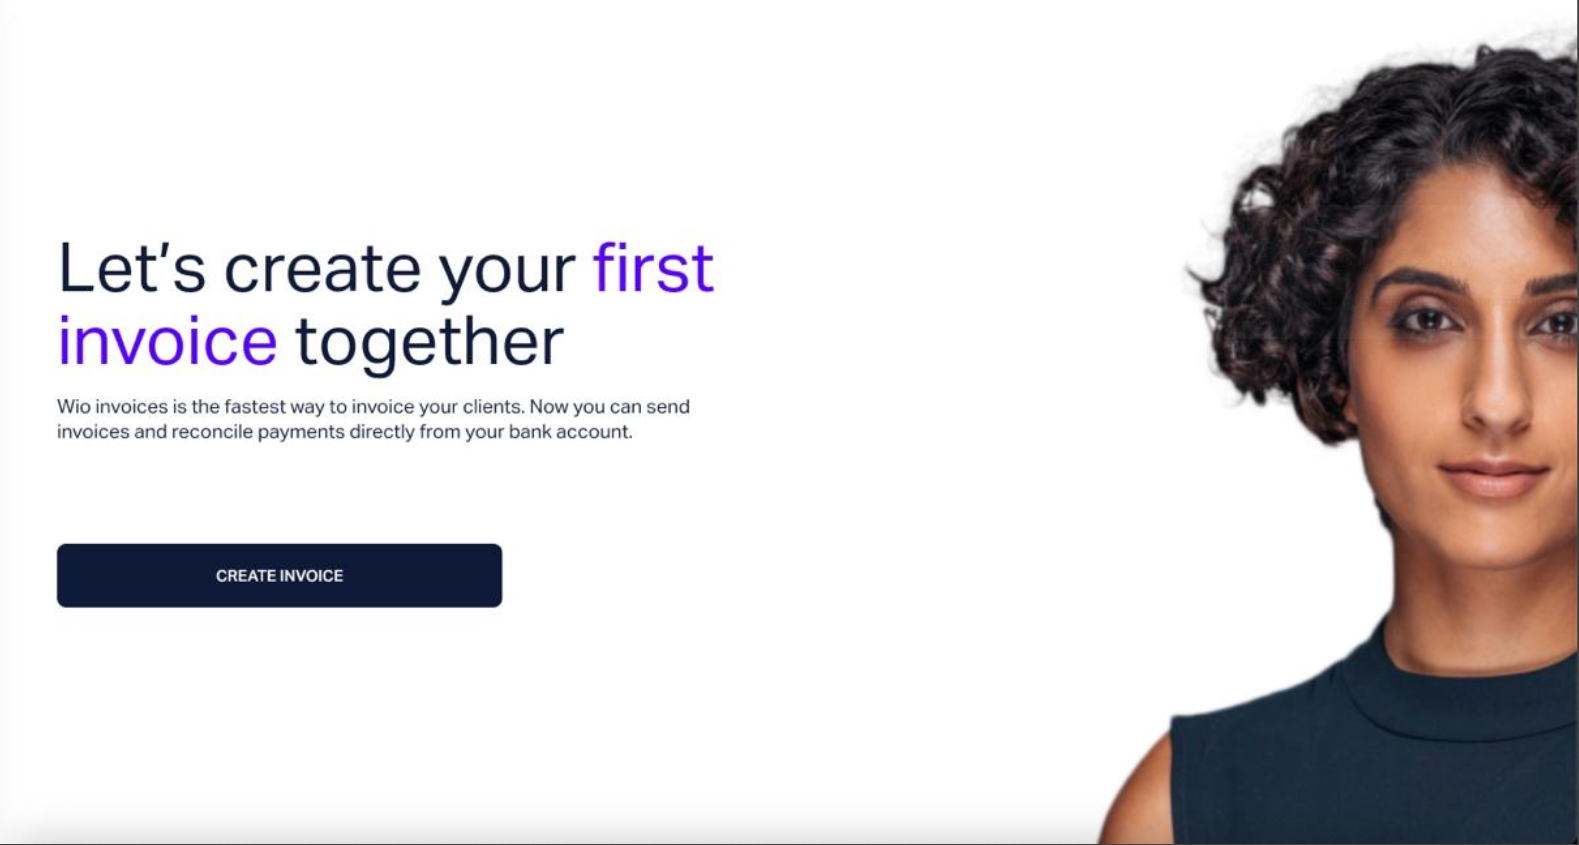 Let’s create your first
invoice together
Wio invoices is the fastest way to invoice your clients. Now you can send
invoices and reconcile payments directly from your bank account.
CREATE INVOICE